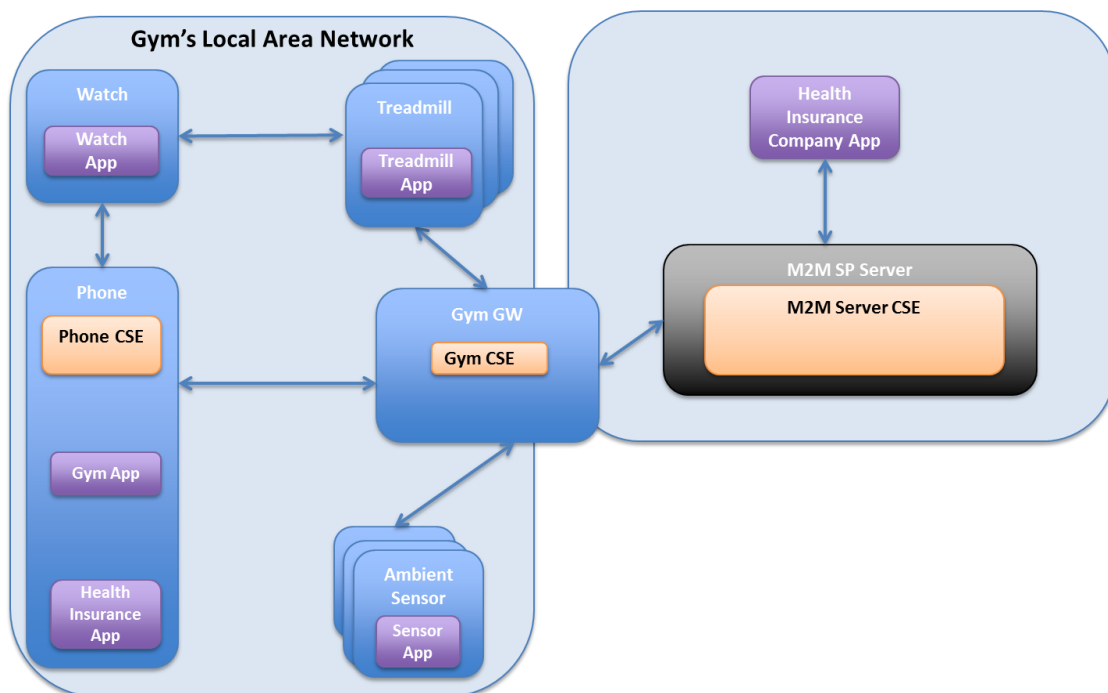 Gym's Local Area Network
Watch
Watch
App
Treadmill
Treadmill
App
Health
Insurance
Company App
Phone
Phone CSE
Gym App
Health
Insurance
App
Gym GW
Gym CSE
M2M SP Server
M2M Server CSE
Ambient
Sensor
Sensor
App